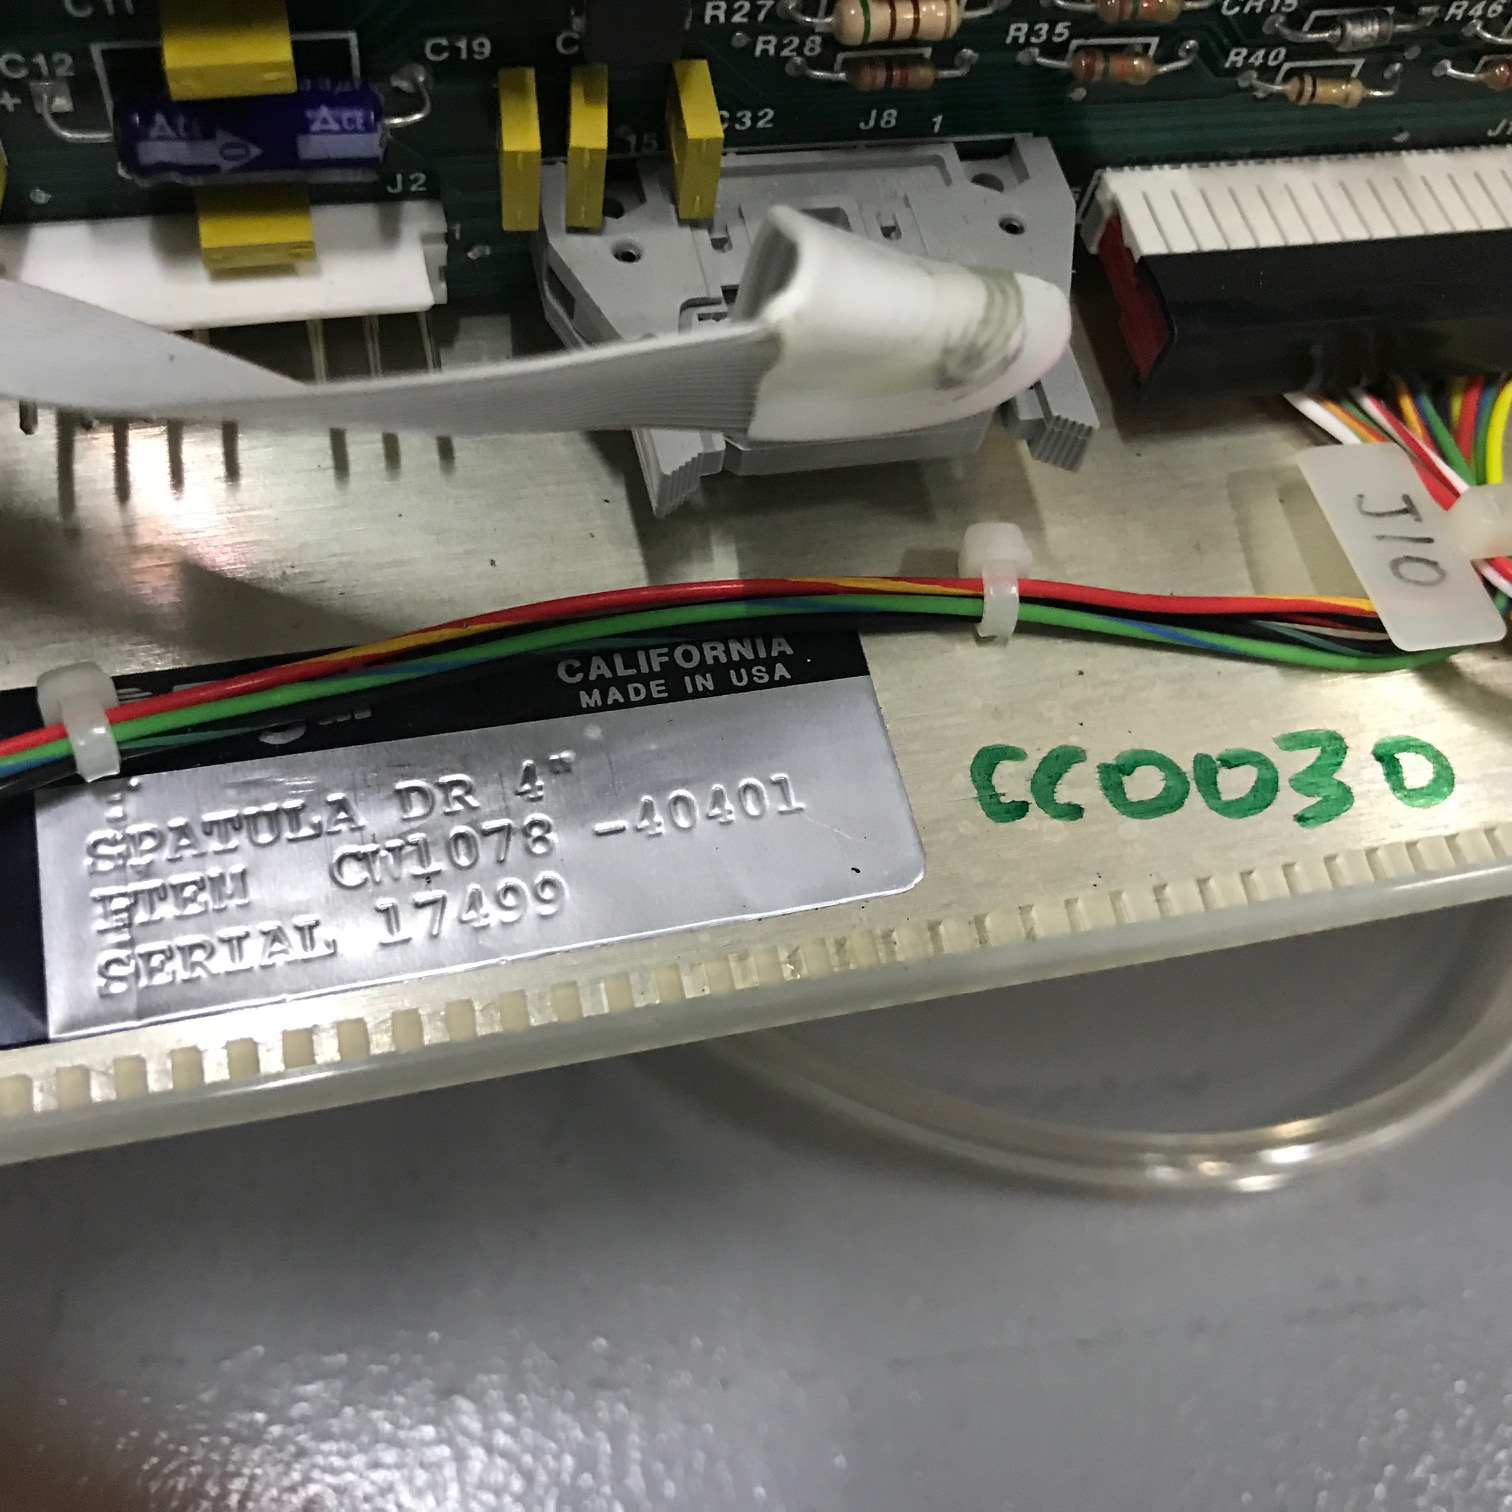 C11
R27
R35
CR15
R46
C12
+
C19
R28
R40
C32
J8 1
15
J2
1
J10
CALIFORNIA
MADE IN USA
SPATULA DR 4"
ITEM CW1078 -40401
SERIAL 17499
CC0030